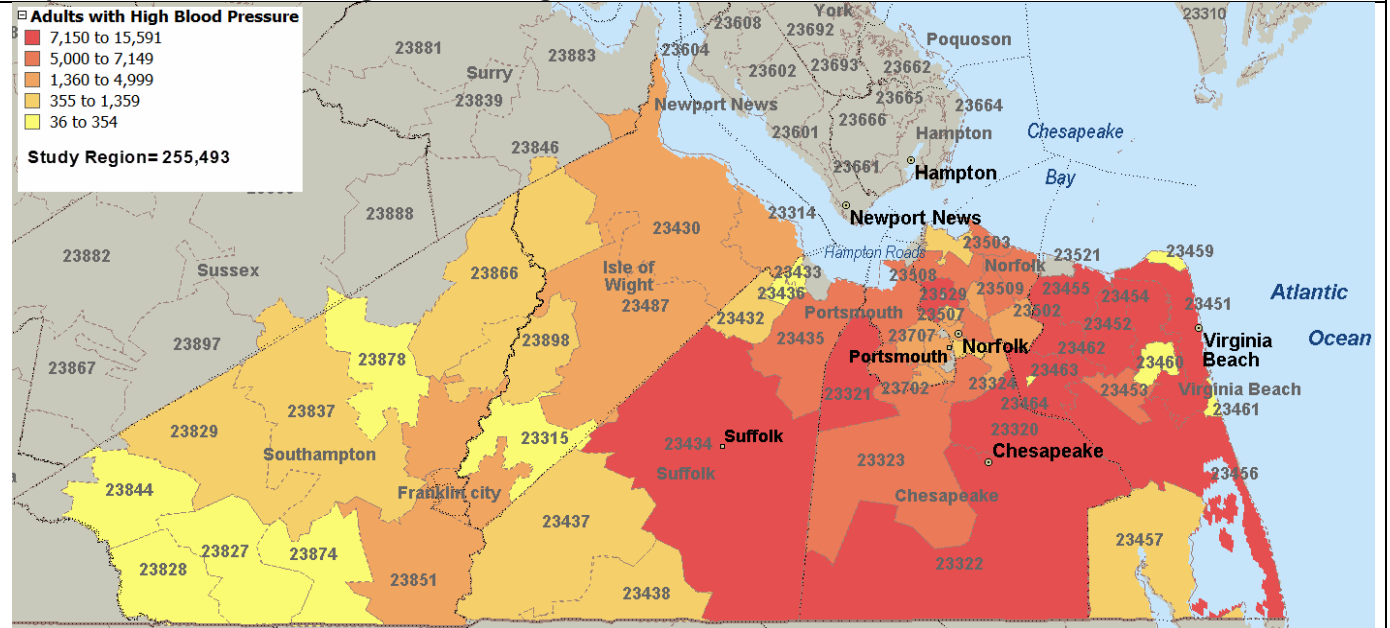 Adults with High Blood Pressure
7,150 to 15,591
5,000 to 7,149
1,360 to 4,999
355 to 1,359
36 to 354
Study Region= 255,493
York
23310
23608
23692
23881
23883
23604
Poquoson
Surry
23602
23693
23662
23839
Newport News
23665
23664
23601
23666
Hampton
Chesapeake
23846
23661
Hampton
Bay
23888
23314
Newport News
23430
23882
Hampton Roads
23503
23521
23459
Sussex
23866
Isle of
Wight
23433
23508
Norfolk
23436
23529
23509
23455
23454
23451
Atlantic
23487
23432
Portsmouth
23507
23502
23452
Ocean
23897
23898
23435
23707
Norfolk
23462
Virginia
Beach
23878
Portsmouth
23460
23867
23463
23321
23702
23324
23453
Virginia Beach
23837
23464
23461
23829
23315
23434
Suffolk
23320
Chesapeake
Southampton
23323
Suffolk
23456
23844
Franklin city
Chesapeake
23437
23457
23827
23874
23828
23851
23322
23438